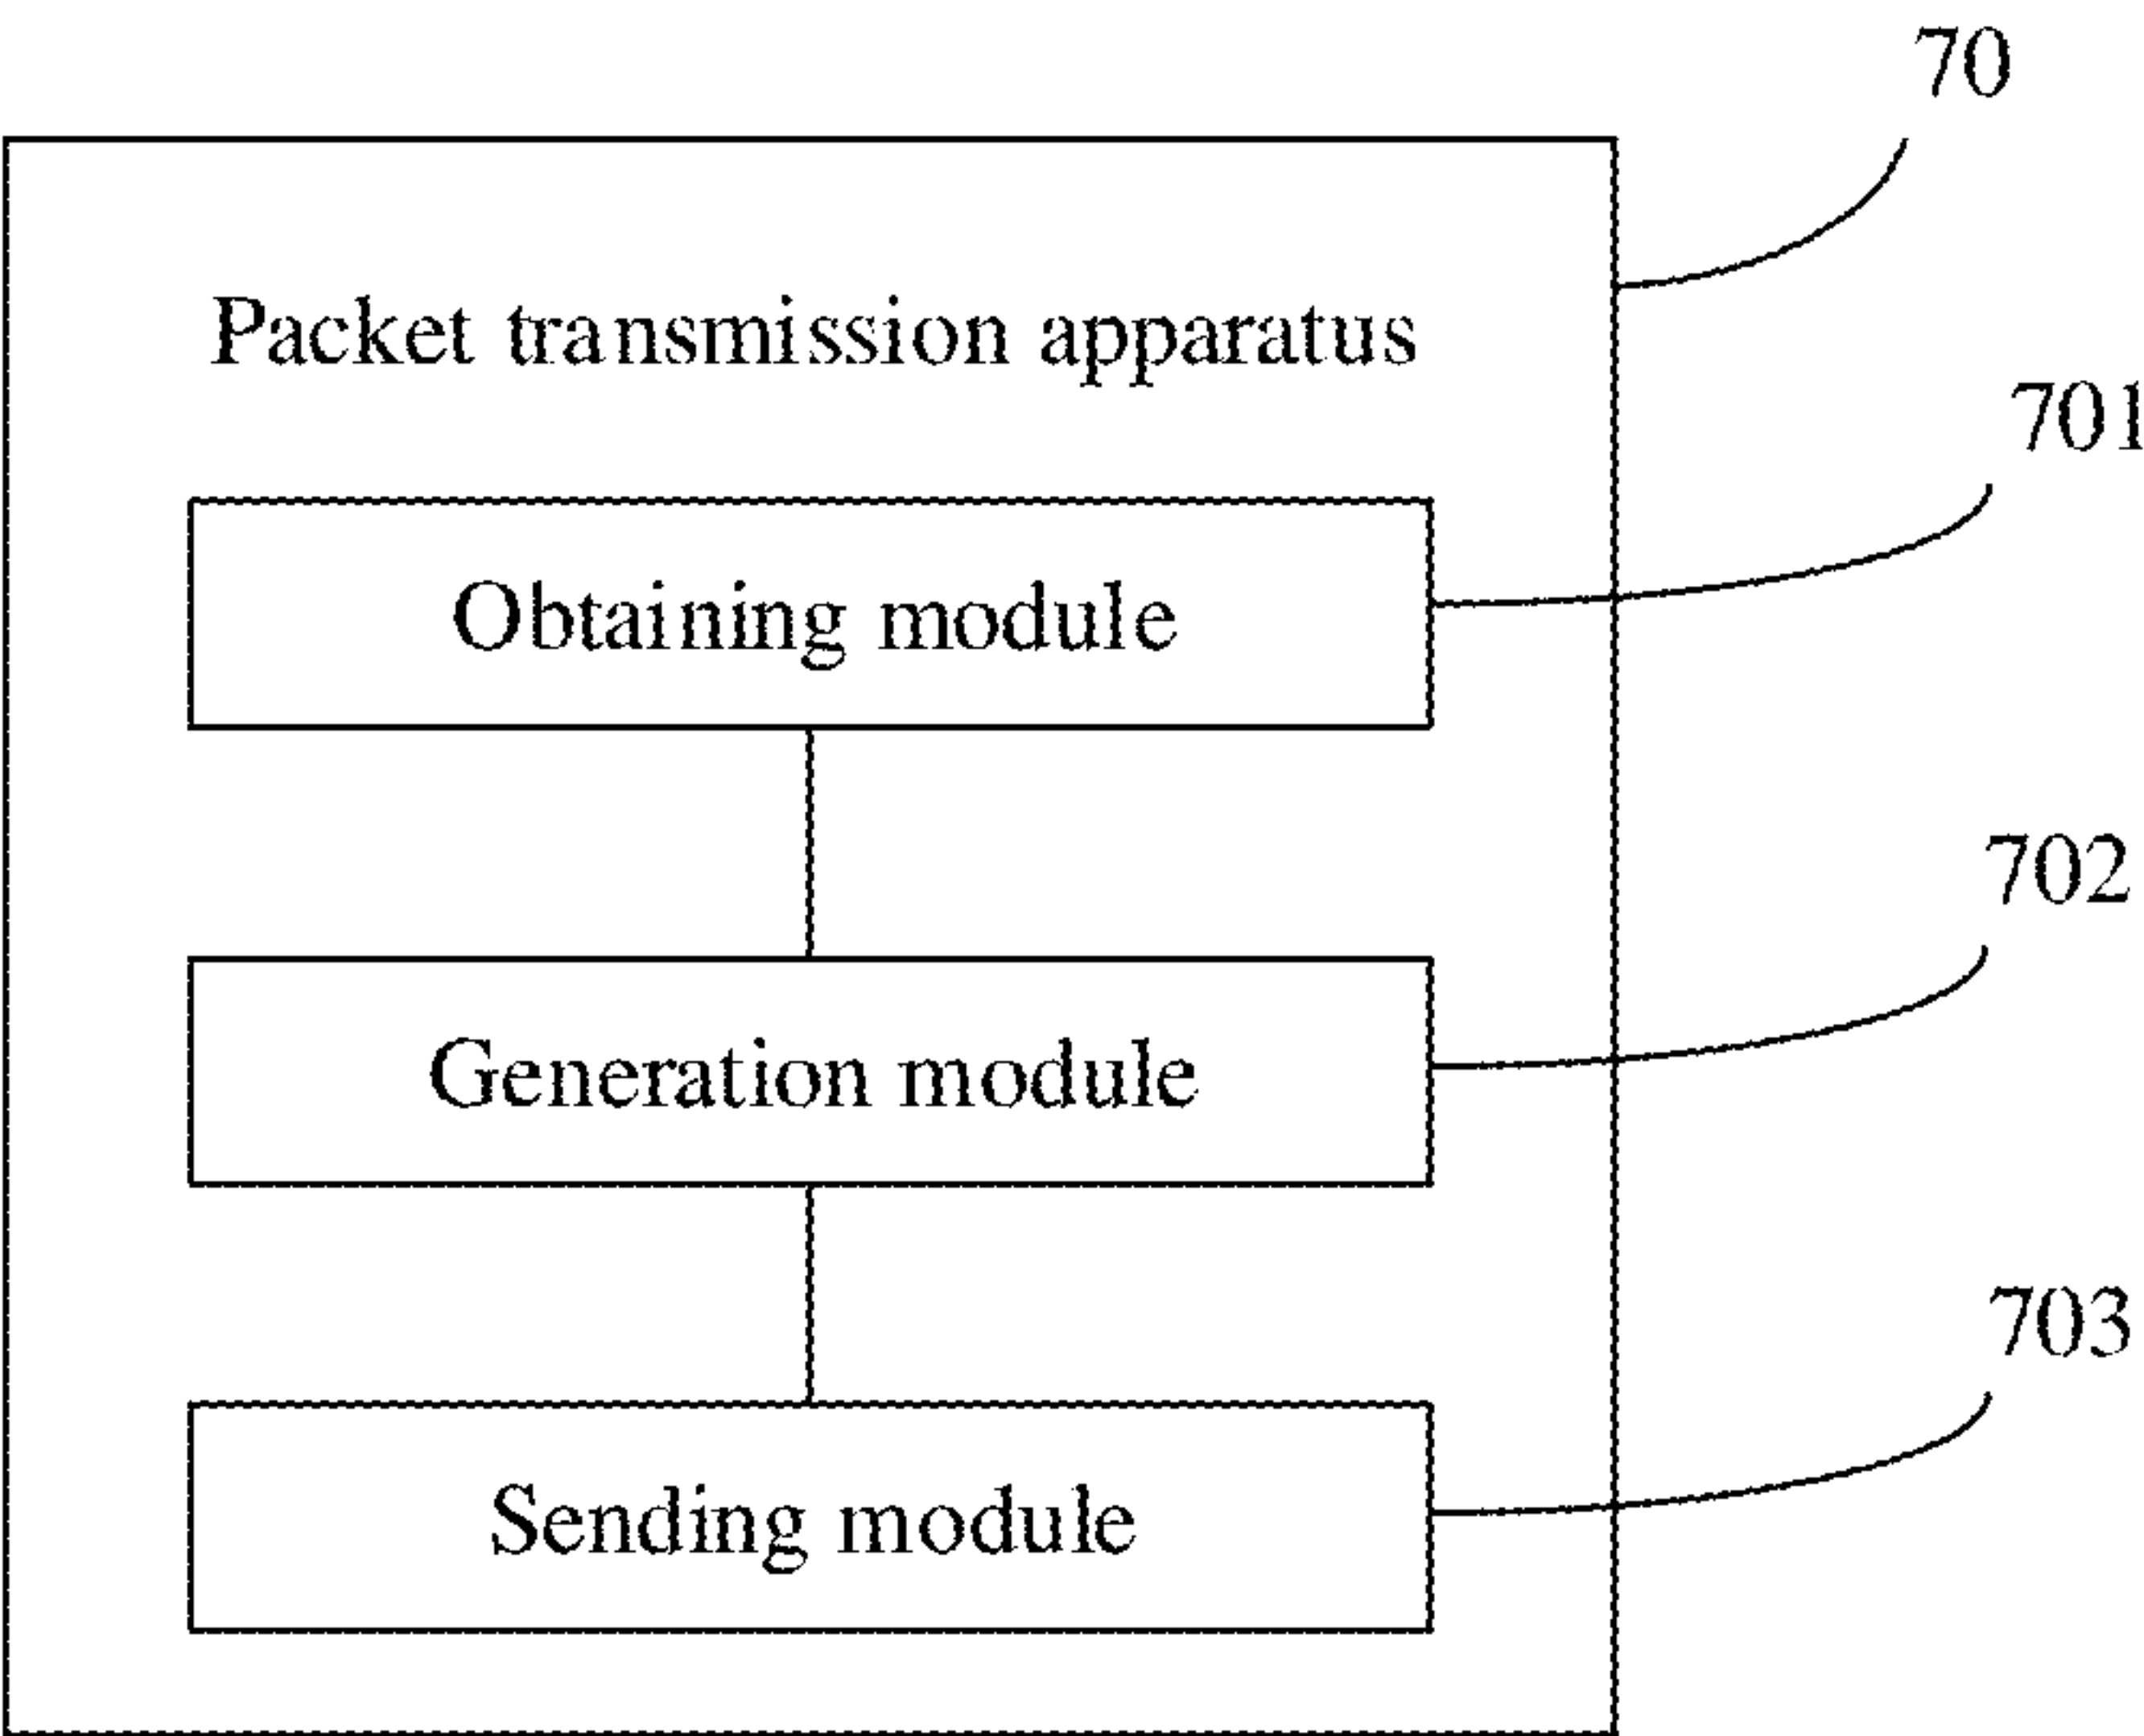 70
Packet transmission apparatus
701
Obtaining module
702
Generation module
703
Sending module